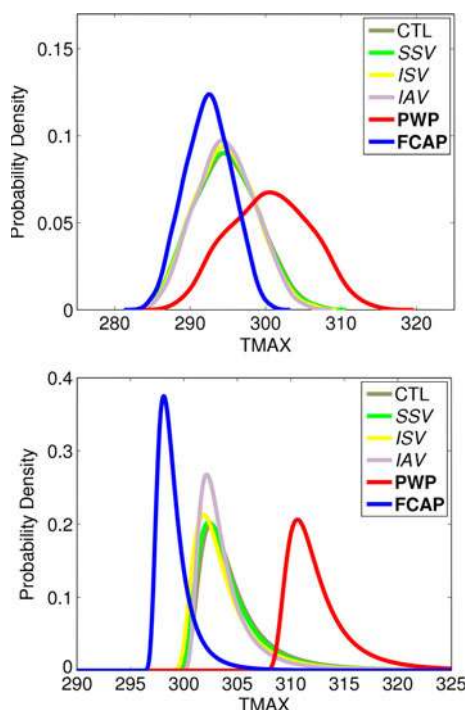 0.15
0.1
0.05
0
Probability Density
280
290
300
310
320
TMAX
CTL
SSV
ISV
IAV
PWP
FCAP
0.4
0.3
0.2
0.1
0
Probability Density
290
295
300
305
310
315
320
325
TMAX
CTL
SSV
ISV
IAV
PWP
FCAP